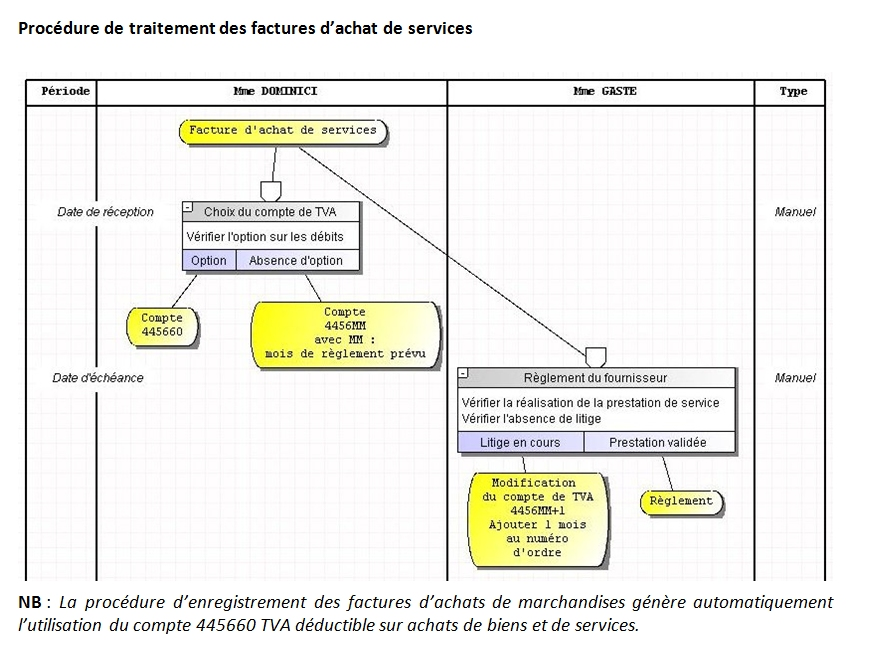 Procédure de traitement des factures d’achat de services
Période
Mme DOMINICI
Mme GASTE
Type
Facture d'achat de services
Date de réception
- Choix du compte de TVA
Manuel
Vérifier l'option sur les débits
Option
Absence d'option
Compte
445660
Compte
4456MM
avec MM :
mois de règlement prévu
Date d'échéance
- Règlement du fournisseur
Manuel
Vérifier la réalisation de la prestation de service
Vérifier l'absence de litige
Litige en cours
Prestation validée
Modification
du compte de TVA
4456MM+1
Ajouter 1 mois
au numéro
d'ordre
Règlement
NB : La procédure d’enregistrement des factures d’achats de marchandises génère automatiquement
l’utilisation du compte 445660 TVA déductible sur achats de biens et de services.